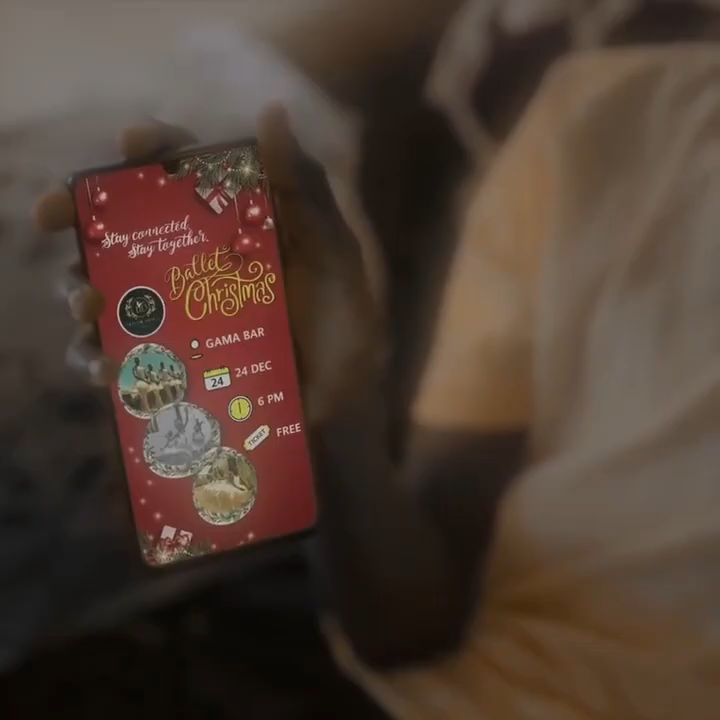 Stay connected,
Stay together.
Ballet
Christmas
GAMA BAR
24 DEC
24
6 PM
TICKET
FREE